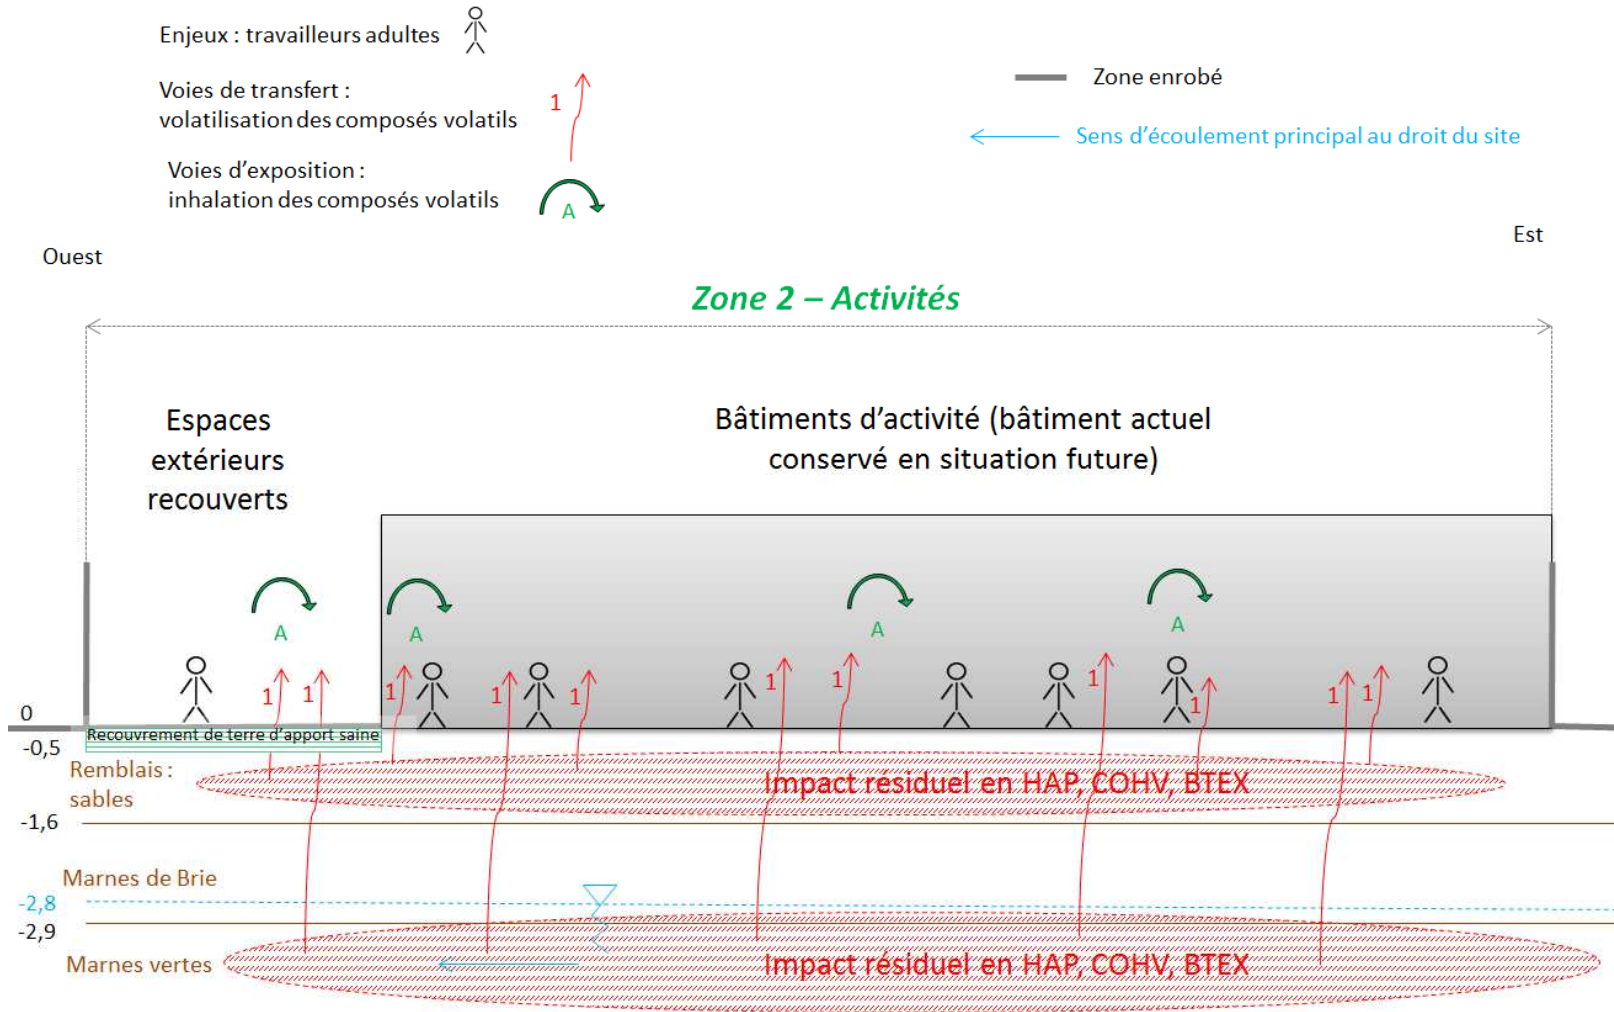 Enjeux : travailleurs adultes
Voies de transfert :
volatilisation des composés volatils
1
Voies d'exposition :
inhalation des composés volatils
A
Zone enrobé
Sens d'écoulement principal au droit du site
Ouest
Est
Zone 2 – Activités
Espaces
extérieurs
recouverts
Bâtiments d'activité (bâtiment actuel
conservé en situation future)
A
A
A
A
1
1
1
1
1
1
1
1
1
1
1
0
Recouvrement de terre d'apport saine
-0,5
Remblais :
sables
Impact résiduel en HAP, COHV, BTEX
-1,6
Marnes de Brie
-2,8
-2,9
Marnes vertes
Impact résiduel en HAP, COHV, BTEX